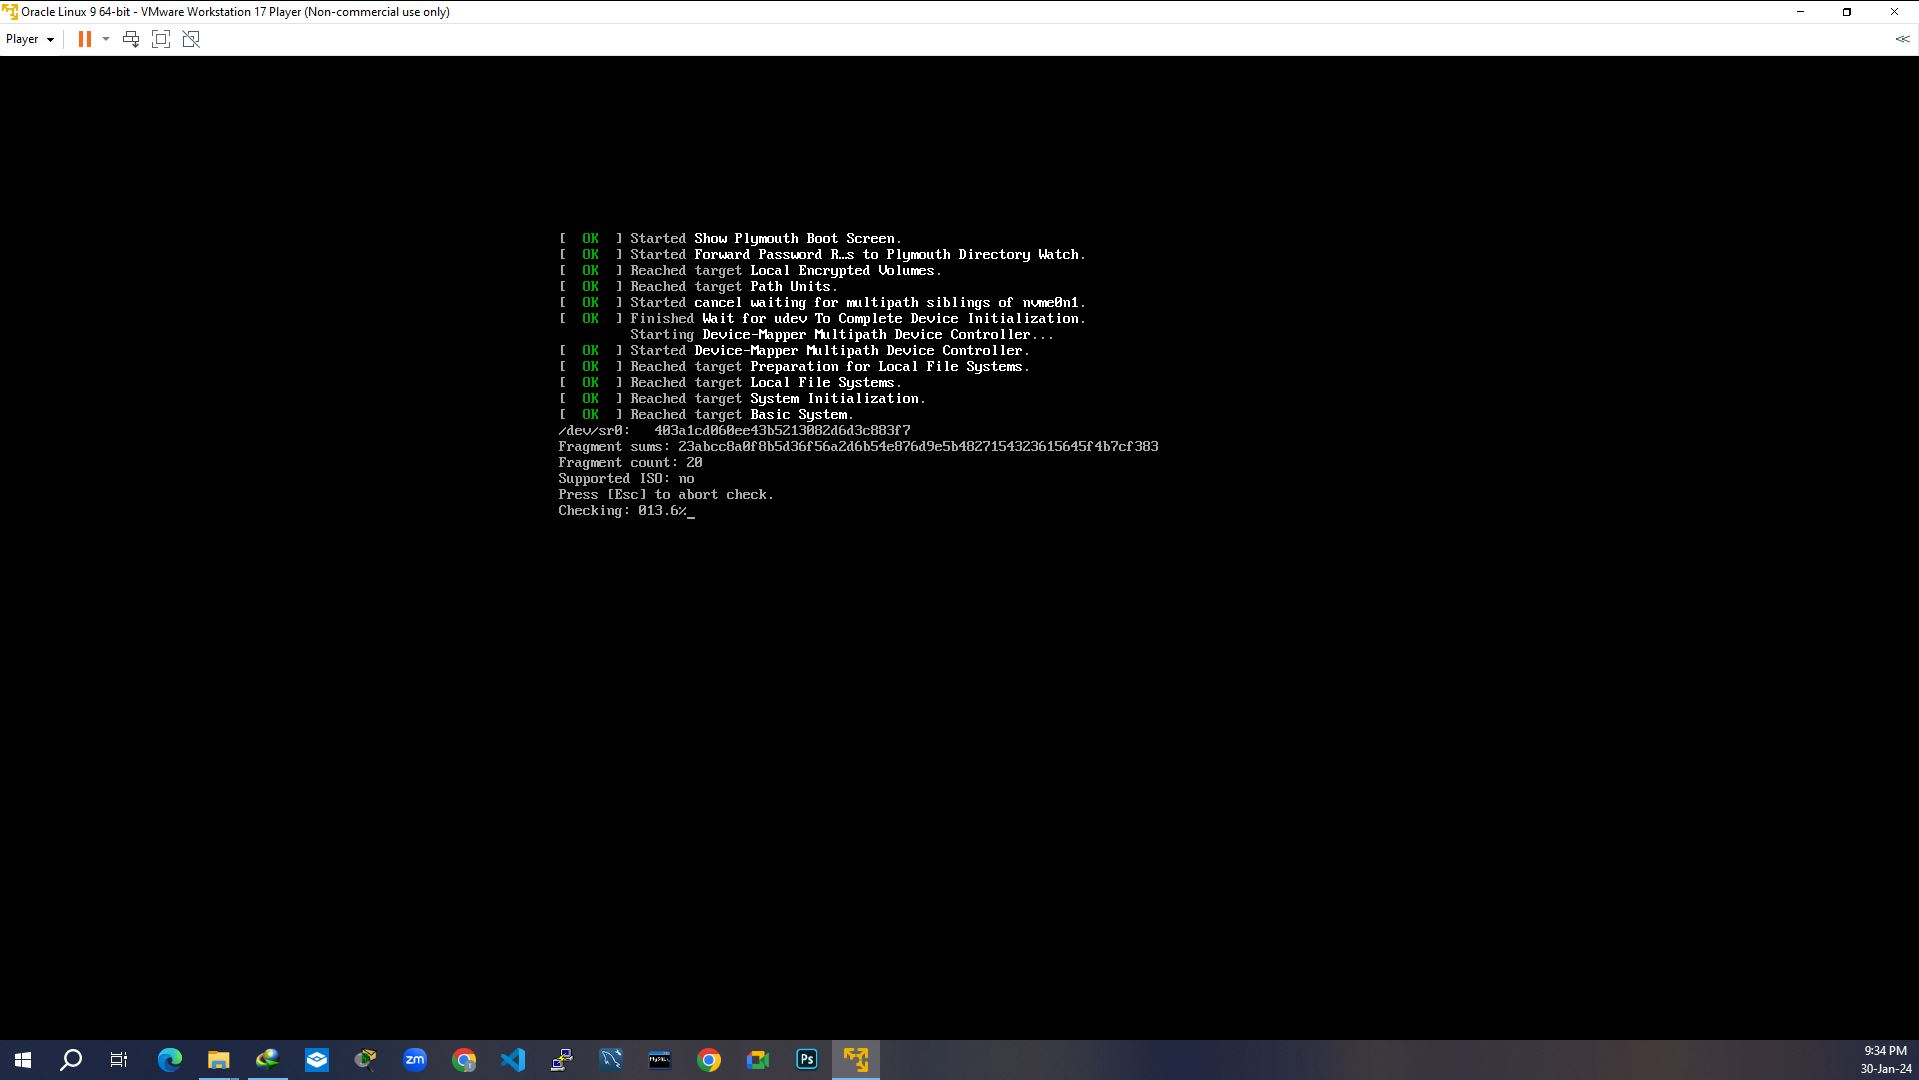 Oracle Linux 9 64-bit - VMware Workstation 17 Player (Non-commercial use only)
Player
[  OK  ] Started Show Plymouth Boot Screen.
[  OK  ] Started Forward Password R…s to Plymouth Directory Watch.
[  OK  ] Reached target Local Encrypted Volumes.
[  OK  ] Reached target Path Units.
[  OK  ] Started cancel waiting for multipath siblings of nvme0n1.
[  OK  ] Finished Wait for udev To Complete Device Initialization.
Starting Device-Mapper Multipath Device Controller...
[  OK  ] Started Device-Mapper Multipath Device Controller.
[  OK  ] Reached target Preparation for Local File Systems.
[  OK  ] Reached target Local File Systems.
[  OK  ] Reached target System Initialization.
[  OK  ] Reached target Basic System.
/dev/sr0:   403a1cd060ee43b5213082d6d3c883f7
Fragment sums: 23abcc8a0f8b5d36f56a2d6b54e876d9e5b4827154323615645f4b7cf383
Fragment count: 20
Supported ISO: no
Press [Esc] to abort check.
Checking: 013.6%_
zm
Ps
9:34 PM
30-Jan-24